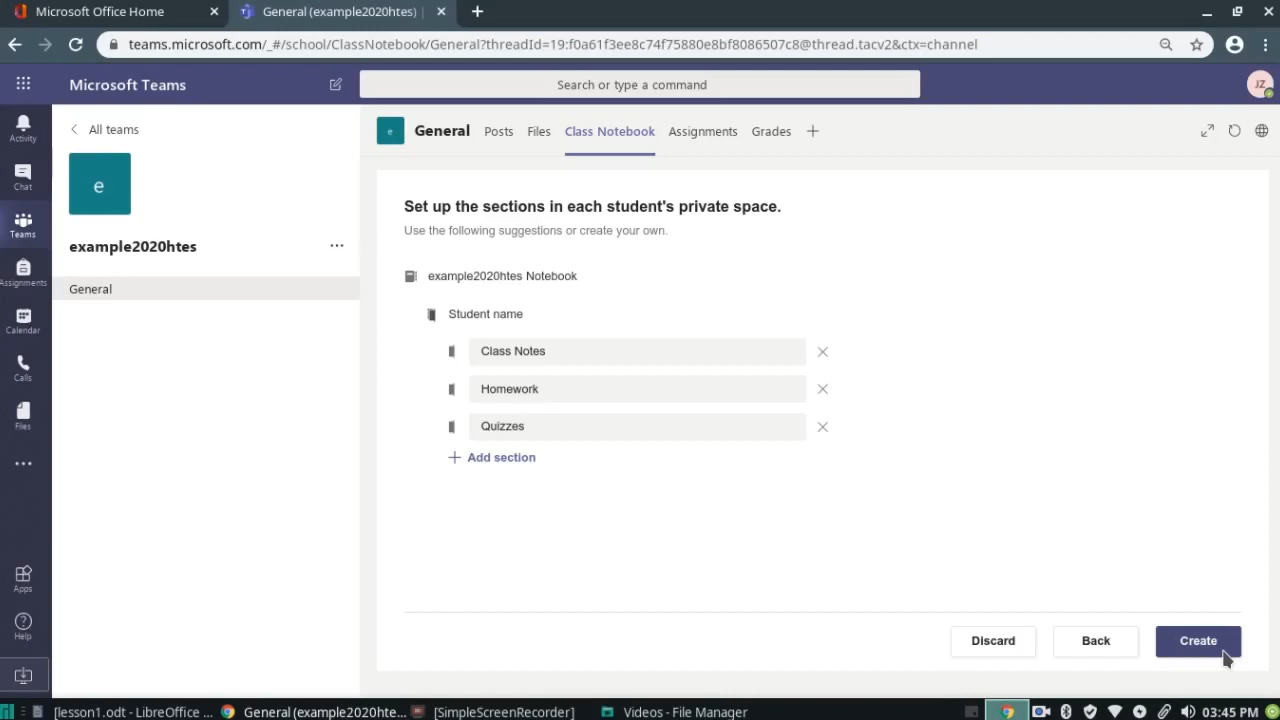 Microsoft Office Home
General (example2020htes) |
teams.microsoft.com/_#/school/ClassNotebook/General?threadId=19:f0a61f3ee8c74f75880e8bf8086507c8@thread.tacv2&ctx=channel
Microsoft Teams
Search or type a command
JZ
Activity
Chat
Teams
Assignments
Calendar
Calls
Files
Apps
Help
All teams
e
example2020htes
General
e
General
Posts
Files
Class Notebook
Assignments
Grades
Set up the sections in each student's private space.
Use the following suggestions or create your own.
example2020htes Notebook
Student name
Class Notes
Homework
Quizzes
Add section
Discard
Back
Create
[lesson1.odt - LibreOffice ...
General (example2020hte...
[SimpleScreenRecorder]
Videos - File Manager
03:45 PM